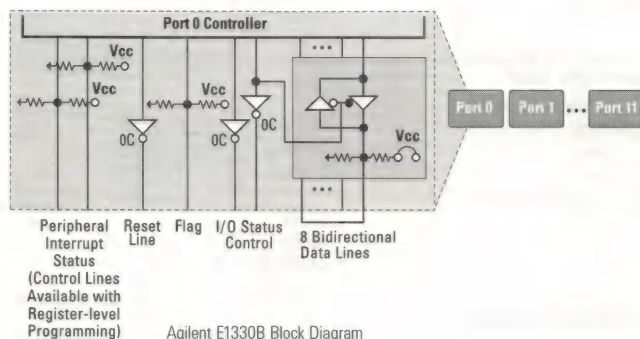 Port 0 Controller
...
Vcc
Vcc
Vcc
OC
OC
OC
Vcc
...
Port 0
Port 1
...
Port 11
Peripheral
Interrupt
Status
(Control Lines
Available with
Register-level
Programming)
Reset
Line
Flag
I/O Status
Control
8 Bidirectional
Data Lines
Agilent E1330B Block Diagram